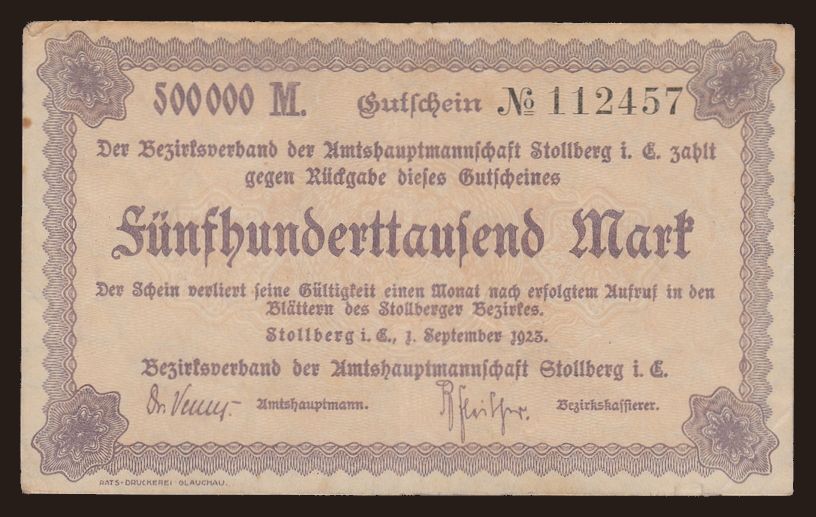 500000 M. Gutschein № 112457
Der Bezirksverband der Amtshauptmannschaft Stollberg i. E. zahlt
gegen Rückgabe dieses Gutscheines
Fünfhunderttausend Mark
Der Schein verliert seine Gültigkeit einen Monat nach erfolgtem Aufruf in den
Blättern des Stollberger Bezirkes.
Stollberg i. E., 1. September 1923.
Bezirksverband der Amtshauptmannschaft Stollberg i. E.
Dr. Amtshauptmann. Bezirkskassierer.
RATS-DRUCKEREI GLAUCHAU.